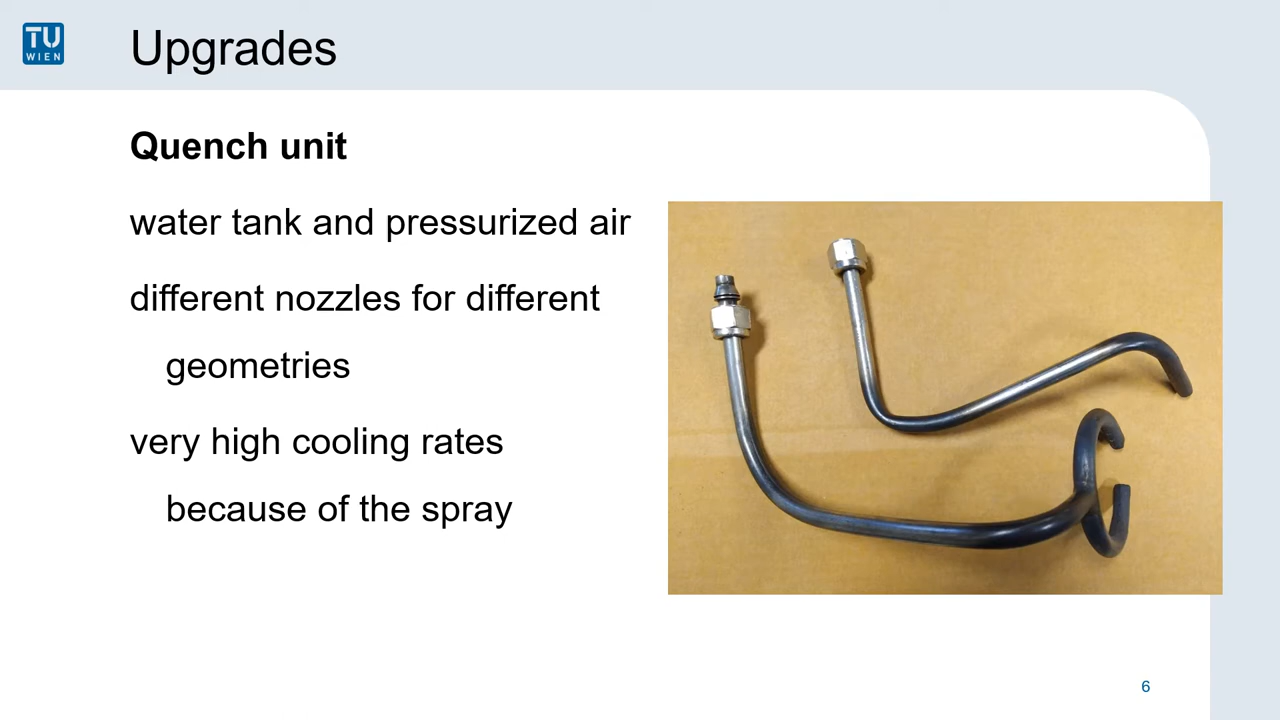 TU
WIEN
Upgrades
Quench unit
water tank and pressurized air
different nozzles for different
geometries
very high cooling rates
because of the spray
6